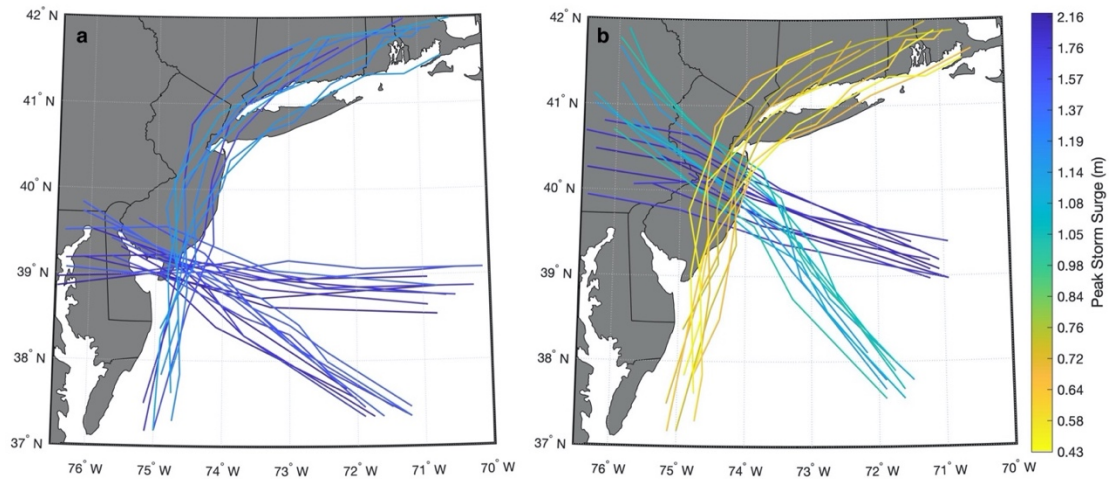 a
42° N
41° N
40° N
39° N
38° N
37° N
76° W
75° W
74° W
73° W
72° W
71° W
70° W
b
42° N
41° N
40° N
39° N
38° N
37° N
76° W
75° W
74° W
73° W
72° W
71° W
70° W
2.16
1.76
1.57
1.37
1.19
1.14
1.08
1.05
0.98
0.84
0.76
0.72
0.64
0.58
0.43
Peak Storm Surge (m)